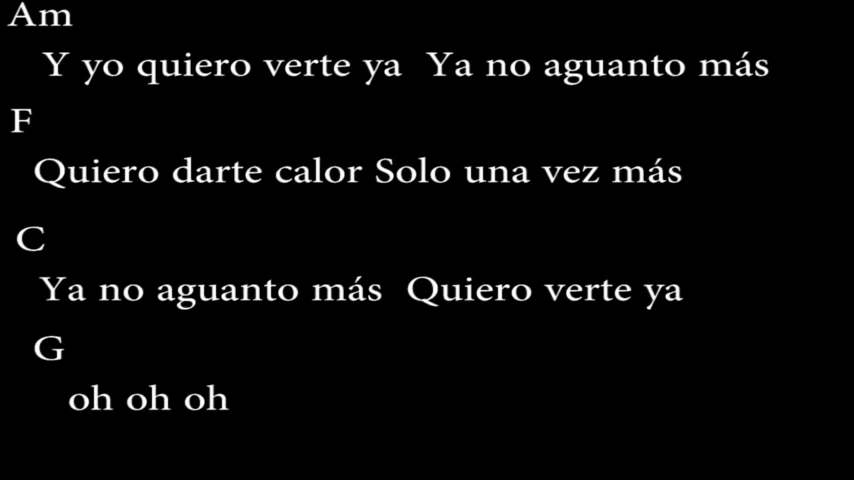 Am
Y yo quiero verte ya Ya no aguanto más
F
Quiero darte calor Solo una vez más
C
Ya no aguanto más Quiero verte ya
G
oh oh oh